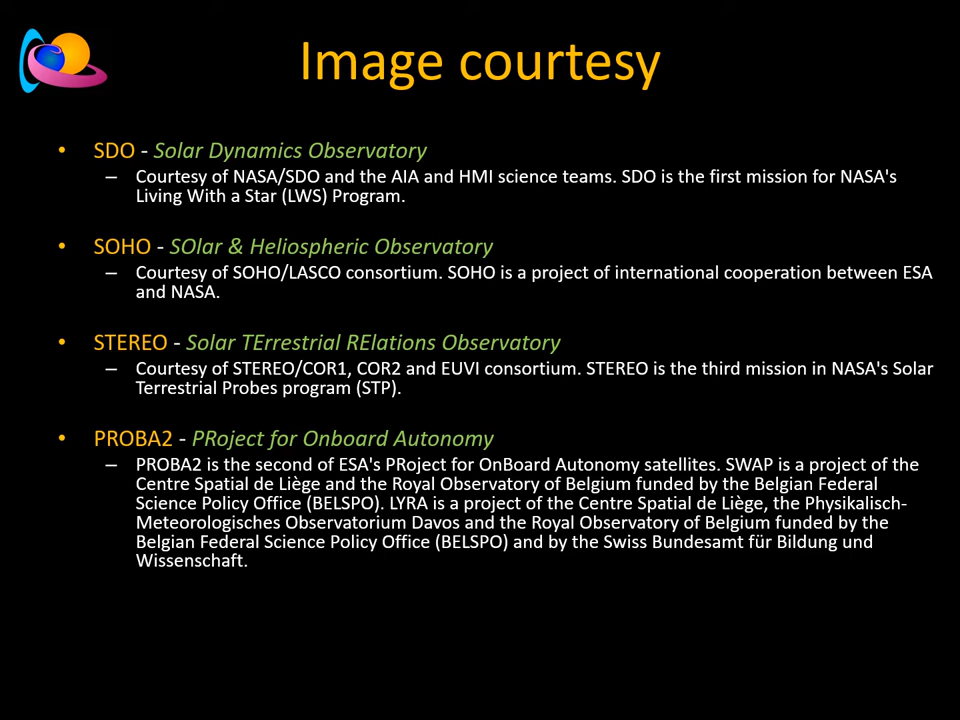 Image courtesy
• SDO - Solar Dynamics Observatory
– Courtesy of NASA/SDO and the AIA and HMI science teams. SDO is the first mission for NASA's
Living With a Star (LWS) Program.
• SOHO - SOlar & Heliospheric Observatory
– Courtesy of SOHO/LASCO consortium. SOHO is a project of international cooperation between ESA
and NASA.
• STEREO - Solar TErrestrial RElations Observatory
– Courtesy of STEREO/COR1, COR2 and EUVI consortium. STEREO is the third mission in NASA's Solar
Terrestrial Probes program (STP).
• PROBA2 - PRoject for Onboard Autonomy
– PROBA2 is the second of ESA's PRoject for OnBoard Autonomy satellites. SWAP is a project of the
Centre Spatial de Liège and the Royal Observatory of Belgium funded by the Belgian Federal
Science Policy Office (BELSPO). LYRA is a project of the Centre Spatial de Liège, the Physikalisch-
Meteorologisches Observatorium Davos and the Royal Observatory of Belgium funded by the
Belgian Federal Science Policy Office (BELSPO) and by the Swiss Bundesamt für Bildung und
Wissenschaft.